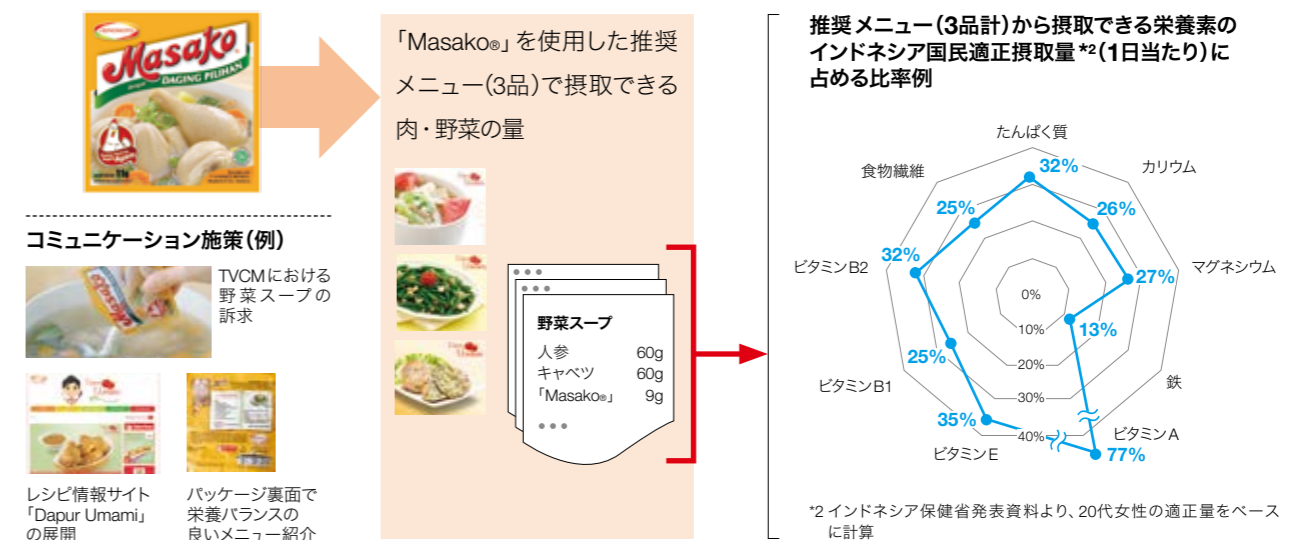 AJINOMOTO
Masako
DAGING PILIHAN
コミュニケーション施策(例)
Masako
TVCMにおける
野菜スープの
訴求
レシピ情報サイト
「Dapur Umami」
の展開
パッケージ裏面で
栄養バランスの
良いメニュー紹介
「Masako®」を使用した推奨
メニュー(3品)で摂取できる
肉・野菜の量
野菜スープ
人参 60g
キャベツ 60g
「Masako®」 9g
推奨メニュー(3品計)から摂取できる栄養素の
インドネシア国民適正摂取量*2(1日当たり)に
占める比率例
たんぱく質
32%
カリウム
26%
マグネシウム
27%
鉄
13%
ビタミンA
77%
ビタミンE
35%
ビタミンB1
25%
ビタミンB2
32%
食物繊維
25%
0%
10%
20%
30%
40%
*2 インドネシア保健省発表資料より、20代女性の適正量をベース
に計算